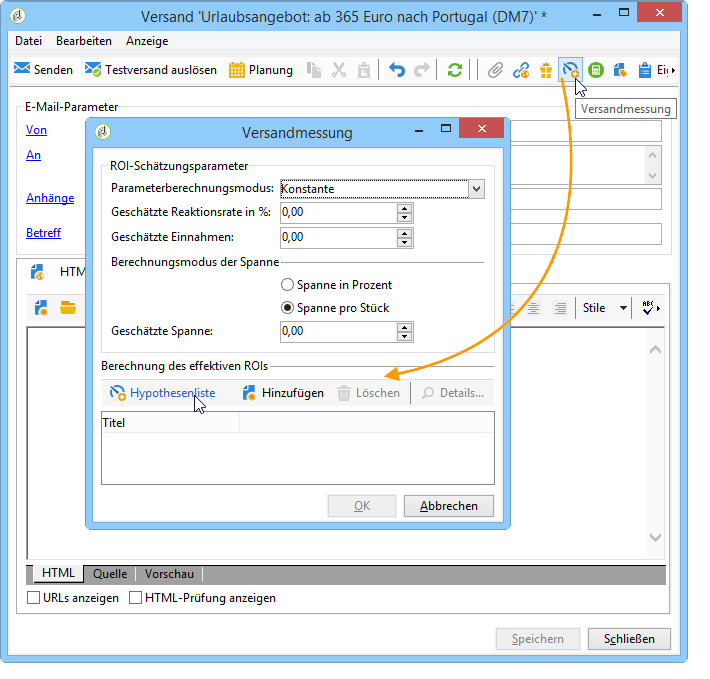 Versand 'Urlaubsangebot: ab 365 Euro nach Portugal (DM7)' *
Datei Bearbeiten Anzeige
Senden Testversand auslösen Planung Eig
Versandmessung
E-Mail-Parameter
Von
An
Anhänge
Betreff
Versandmessung
ROI-Schätzungsparameter
Parameterberechnungsmodus: Konstante
Geschätzte Reaktionsrate in %: 0,00
Geschätzte Einnahmen: 0,00
Berechnungsmodus der Spanne
Spanne in Prozent
Spanne pro Stück
Geschätzte Spanne: 0,00
Berechnung des effektiven ROIs
Hypothesenliste Hinzufügen Löschen Details...
Titel
OK Abbrechen
HTM
Stile ABC
HTML Quelle Vorschau
URLs anzeigen HTML-Prüfung anzeigen
Speichern Schließen